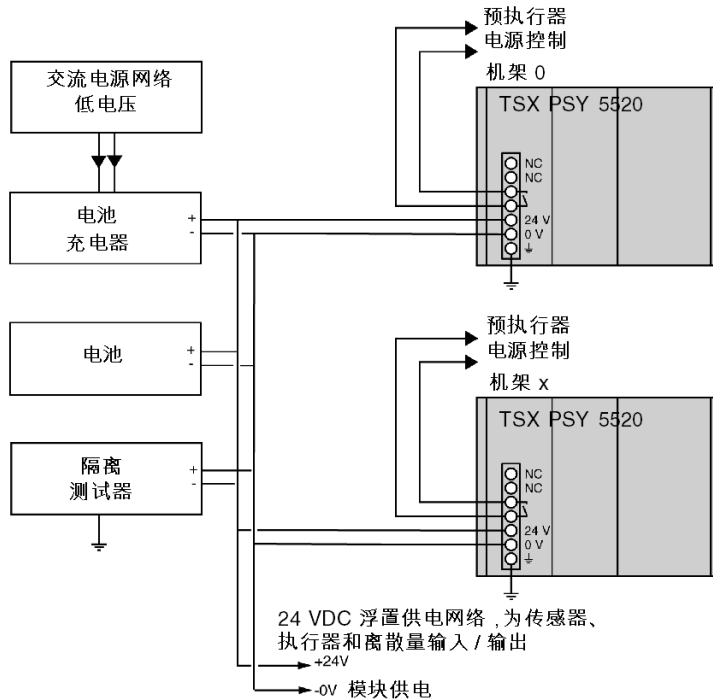 预执行器
电源控制
机架 0
TSX PSY 5520
NC
NC
24 V
0 V
交流电源网络
低电压
电池
充电器
+
-
电池
+
-
隔离
测试器
+
-
预执行器
电源控制
机架 x
TSX PSY 5520
NC
NC
24 V
0 V
24 VDC 浮置供电网络 ,为传感器、
执行器和离散量输入 / 输出
+24V
-0V 模块供电